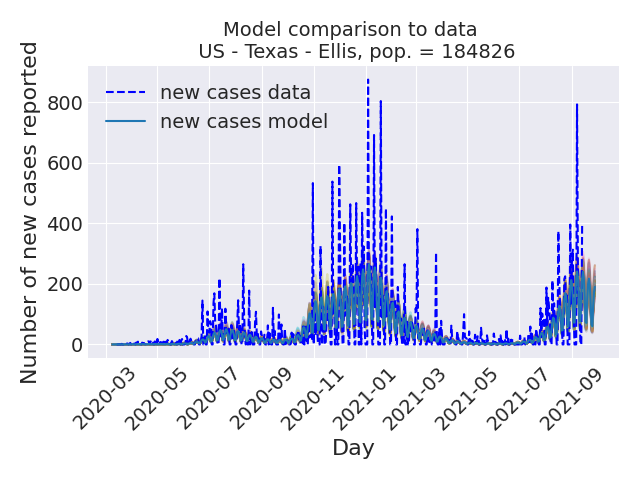 Model comparison to data
US - Texas - Ellis, pop. = 184826
Number of new cases reported
new cases data
new cases model
800
600
400
200
0
2020-03
2020-05
2020-07
2020-09
2020-11
2021-01
2021-03
2021-05
2021-07
2021-09
Day